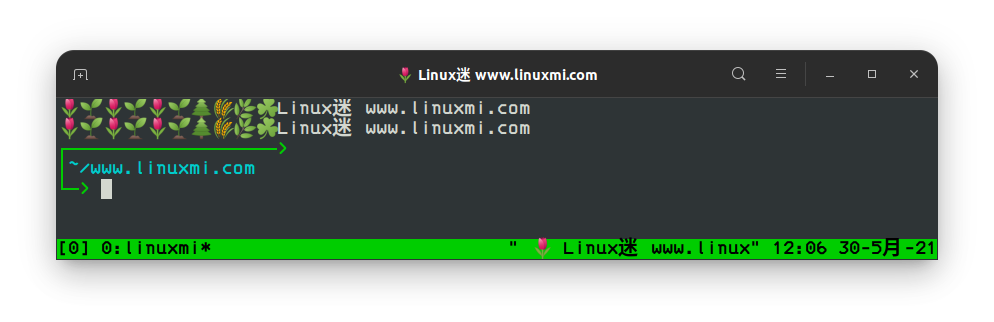 🌷 Linux迷 www.linuxmi.com
🌷🌱🌷🌱🌷🌱🌲🌾🌿☘️Linux迷 www.linuxmi.com
🌷🌱🌷🌱🌷🌱🌲🌾🌿☘️Linux迷 www.linuxmi.com
~/www.linuxmi.com
[0] 0:linuxmi* " 🌷 Linux迷 www.linux" 12:06 30-5月-21